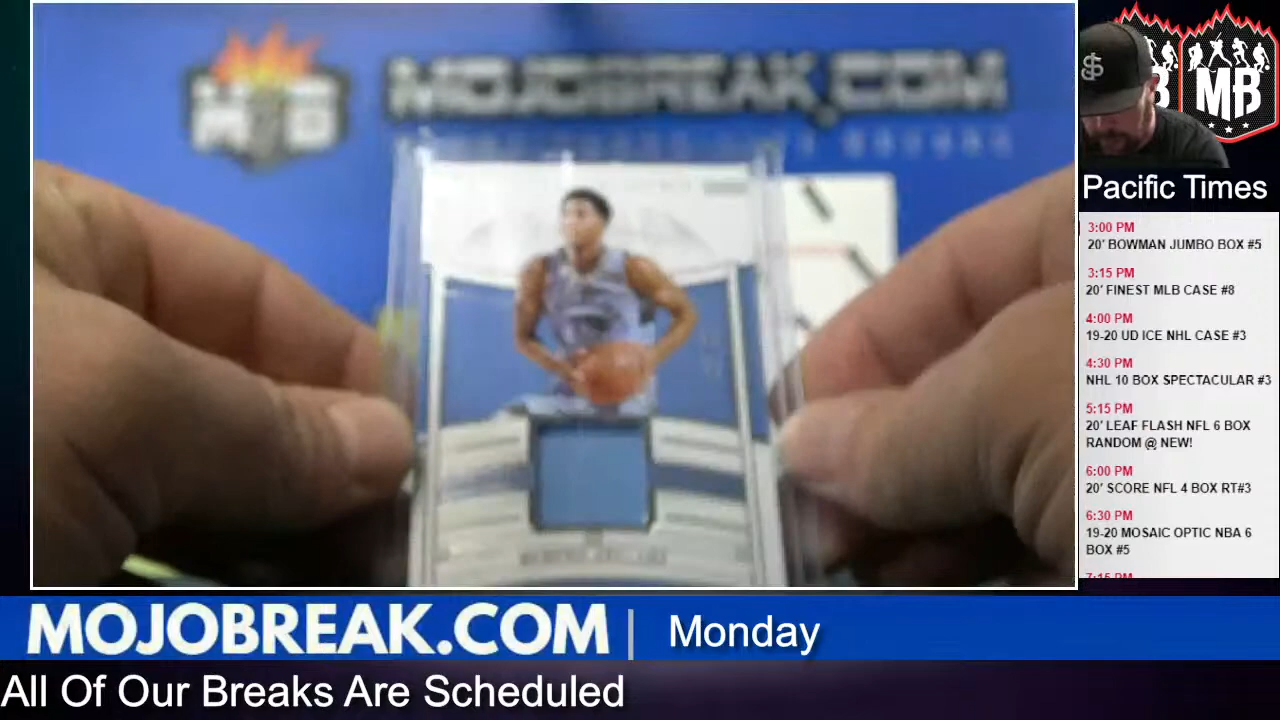 MOJOBREAK.COM
MB
Pacific Times
3:00 PM
20' BOWMAN JUMBO BOX #5
3:15 PM
20' FINEST MLB CASE #8
4:00 PM
19-20 UD ICE NHL CASE #3
4:30 PM
NHL 10 BOX SPECTACULAR #3
5:15 PM
20' LEAF FLASH NFL 6 BOX
RANDOM @ NEW!
6:00 PM
20' SCORE NFL 4 BOX RT#3
6:30 PM
19-20 MOSAIC OPTIC NBA 6
BOX #5
7:15 PM
MOJOBREAK.COM | Monday
All Of Our Breaks Are Scheduled